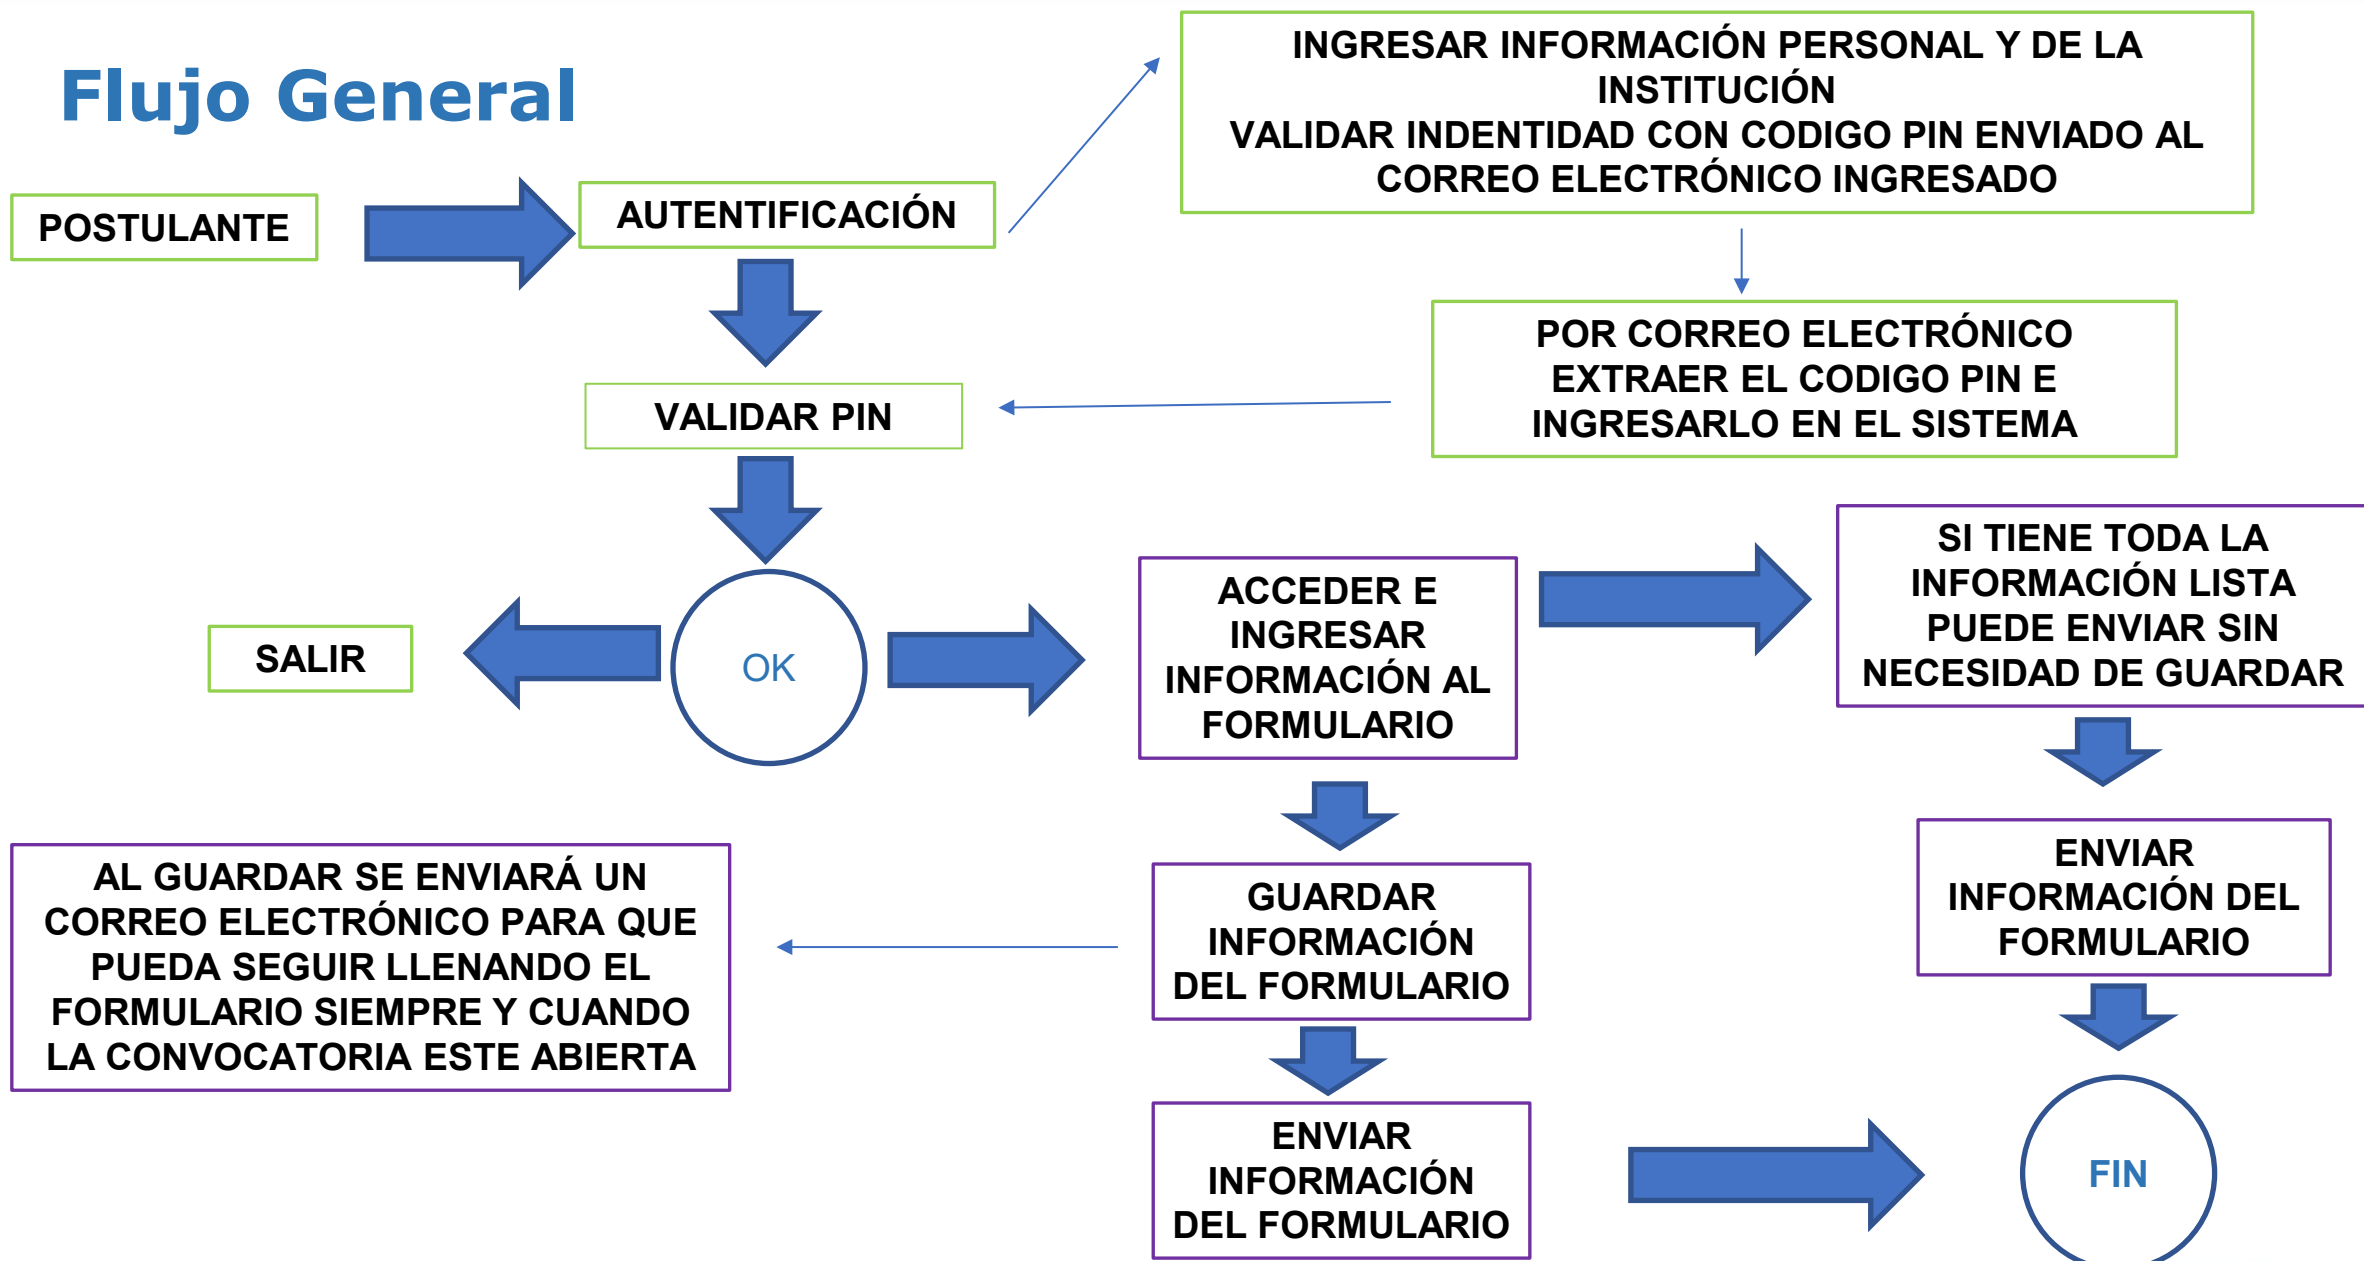 Flujo General
INGRESAR INFORMACIÓN PERSONAL Y DE LA
INSTITUCIÓN
VALIDAR INDENTIDAD CON CODIGO PIN ENVIADO AL
CORREO ELECTRÓNICO INGRESADO
POSTULANTE
AUTENTIFICACIÓN
POR CORREO ELECTRÓNICO
EXTRAER EL CODIGO PIN E
INGRESARLO EN EL SISTEMA
VALIDAR PIN
SALIR
OK
ACCEDER E
INGRESAR
INFORMACIÓN AL
FORMULARIO
SI TIENE TODA LA
INFORMACIÓN LISTA
PUEDE ENVIAR SIN
NECESIDAD DE GUARDAR
AL GUARDAR SE ENVIARÁ UN
CORREO ELECTRÓNICO PARA QUE
PUEDA SEGUIR LLENANDO EL
FORMULARIO SIEMPRE Y CUANDO
LA CONVOCATORIA ESTE ABIERTA
GUARDAR
INFORMACIÓN
DEL FORMULARIO
ENVIAR
INFORMACIÓN DEL
FORMULARIO
ENVIAR
INFORMACIÓN
DEL FORMULARIO
FIN